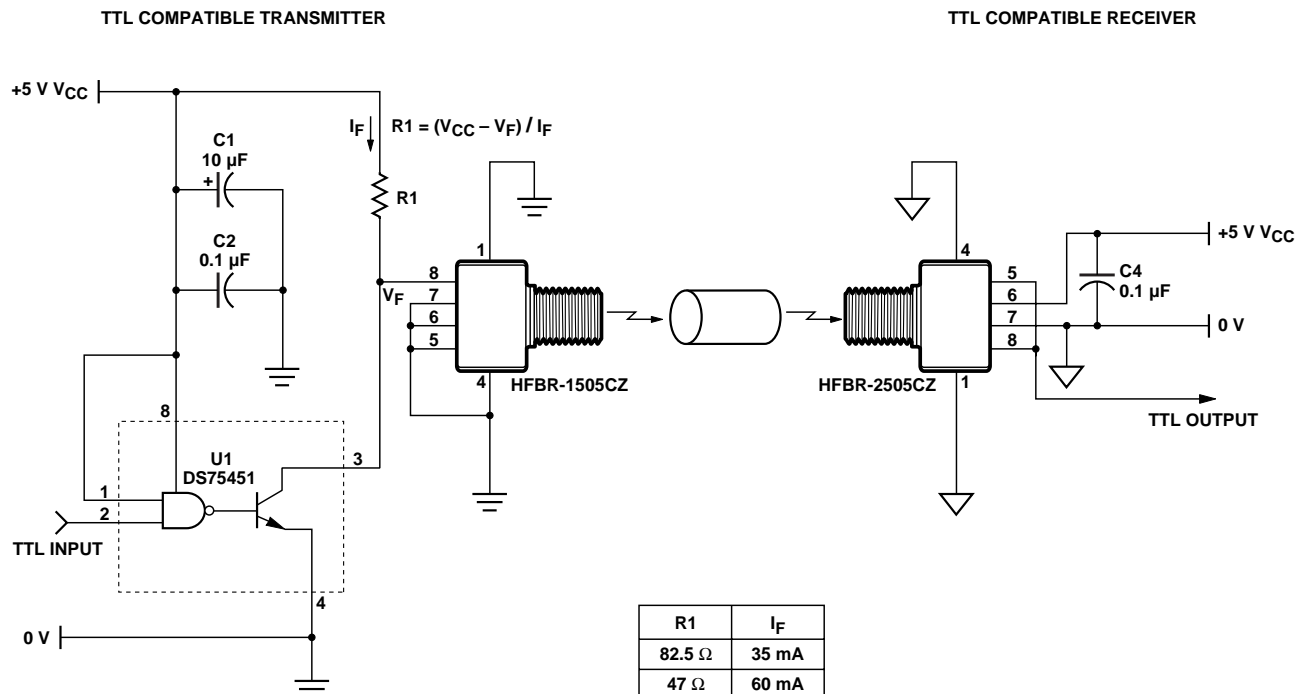 TTL COMPATIBLE TRANSMITTER
TTL COMPATIBLE RECEIVER
+5 V VCC
IF
R1 = (VCC – VF) / IF
C1
10 µF
+
R1
C2
0.1 µF
1
8
VF
7
6
5
4
HFBR-1505CZ
4
5
6
7
8
1
HFBR-2505CZ
+5 V VCC
C4
0.1 µF
0 V
TTL OUTPUT
8
U1
DS75451
3
1
2
TTL INPUT
4
0 V
R1 IF
82.5 Ω 35 mA
47 Ω 60 mA